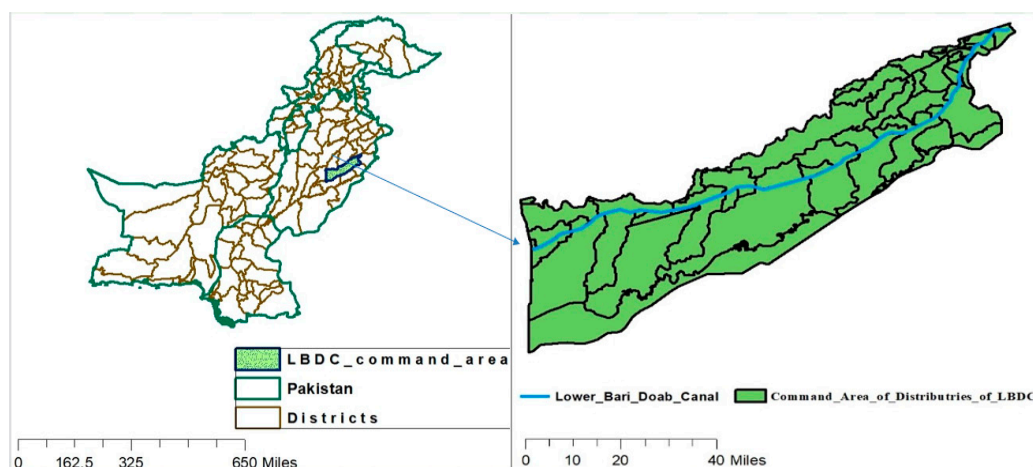 LBDC_command_area
Pakistan
Districts
0 162.5 325 650 Miles
Lower_Bari_Doab_Canal
Command_Area_of_Distributries_of_LBDC
0 10 20 40 Miles